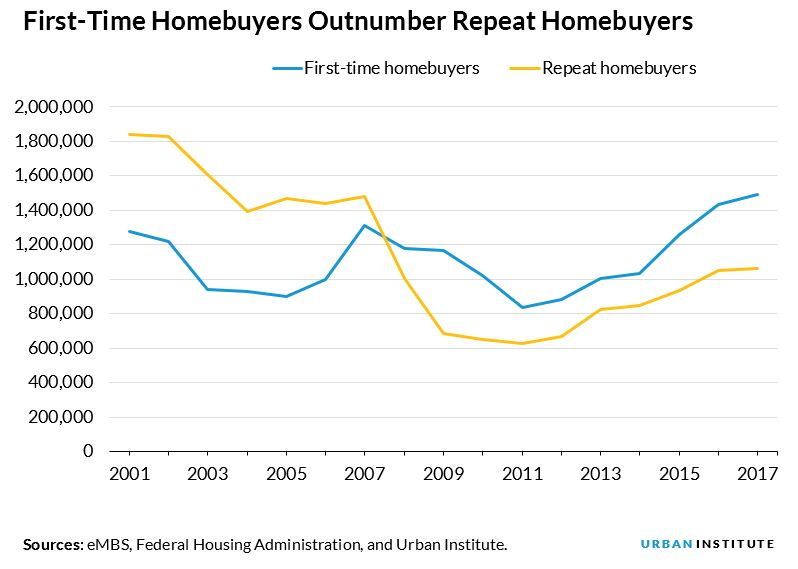 First-Time Homebuyers Outnumber Repeat Homebuyers
First-time homebuyers Repeat homebuyers
2,000,000
1,800,000
1,600,000
1,400,000
1,200,000
1,000,000
800,000
600,000
400,000
200,000
0
2001 2003 2005 2007 2009 2011 2013 2015 2017
Sources: eMBS, Federal Housing Administration, and Urban Institute.
URBAN INSTITUTE